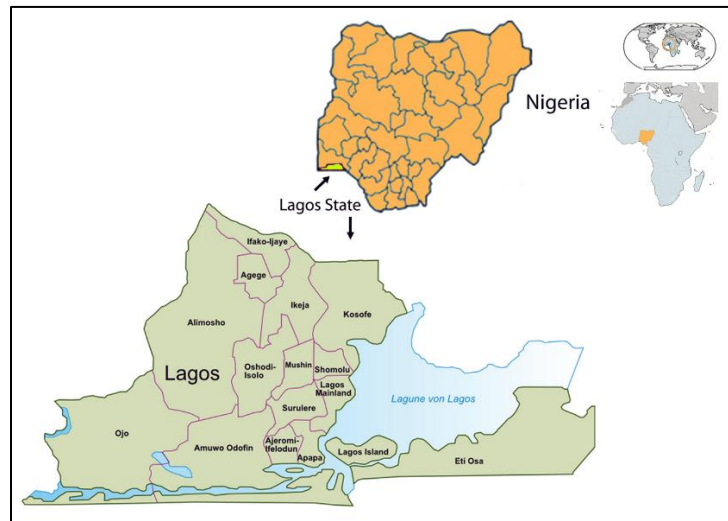 Nigeria
Lagos State
Ifako-Ijaye
Agege
Ikeja
Kosofe
Alimosho
Lagos
Oshodi-
Isolo
Mushin
Shomolu
Lagos
Mainland
Surulere
Lagune von Lagos
Ojo
Amuwo Odofin
Ajeromi-
Ifelodun
Apapa
Lagos Island
Eti Osa